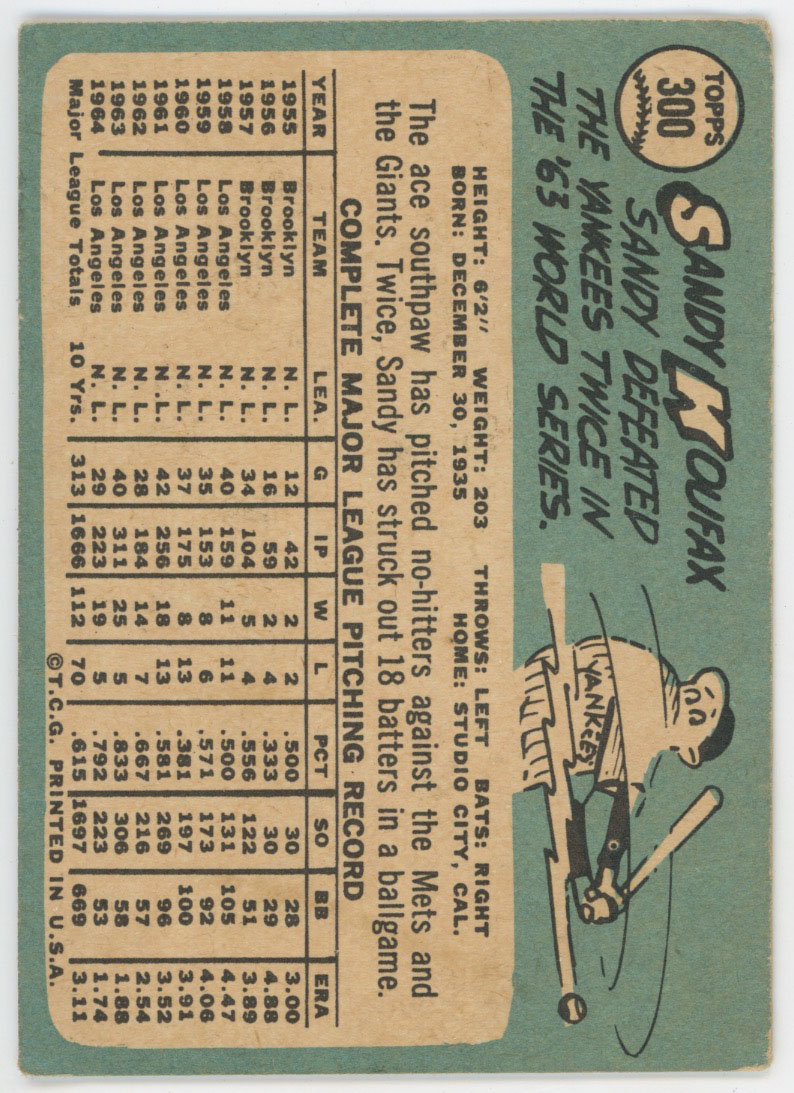 TOPPS
300
SANDY KOUFAX
SANDY DEFEATED
THE YANKEES TWICE IN
THE '63 WORLD SERIES.
YANKEES
HEIGHT: 6'2" WEIGHT: 203 THROWS: LEFT BATS: RIGHT
BORN: DECEMBER 30, 1935 HOME: STUDIO CITY, CAL.
The ace southpaw has pitched no-hitters against the Mets and
the Giants. Twice, Sandy has struck out 18 batters in a ballgame.
COMPLETE MAJOR LEAGUE PITCHING RECORD
YEAR TEAM LEA. G IP W L PCT SO BB ERA
1955 Brooklyn N. L. 12 42 2 2 .500 30 28 3.00
1956 Brooklyn N. L. 16 59 2 4 .333 30 29 4.88
1957 Brooklyn N. L. 34 104 5 4 .556 122 51 3.89
1958 Los Angeles N. L. 40 159 11 11 .500 131 105 4.47
1959 Los Angeles N. L. 35 153 8 6 .571 173 92 4.06
1960 Los Angeles N. L. 37 175 8 13 .381 197 100 3.91
1961 Los Angeles N. L. 42 256 18 13 .581 269 96 3.52
1962 Los Angeles N. L. 28 184 14 7 .667 216 57 2.54
1963 Los Angeles N. L. 40 311 25 5 .833 306 58 1.88
1964 Los Angeles N. L. 29 223 19 5 .792 223 53 1.74
Major League Totals 10 Yrs. 313 1666 112 70 .615 1697 669 3.11
©T.C.G. PRINTED IN U.S.A.